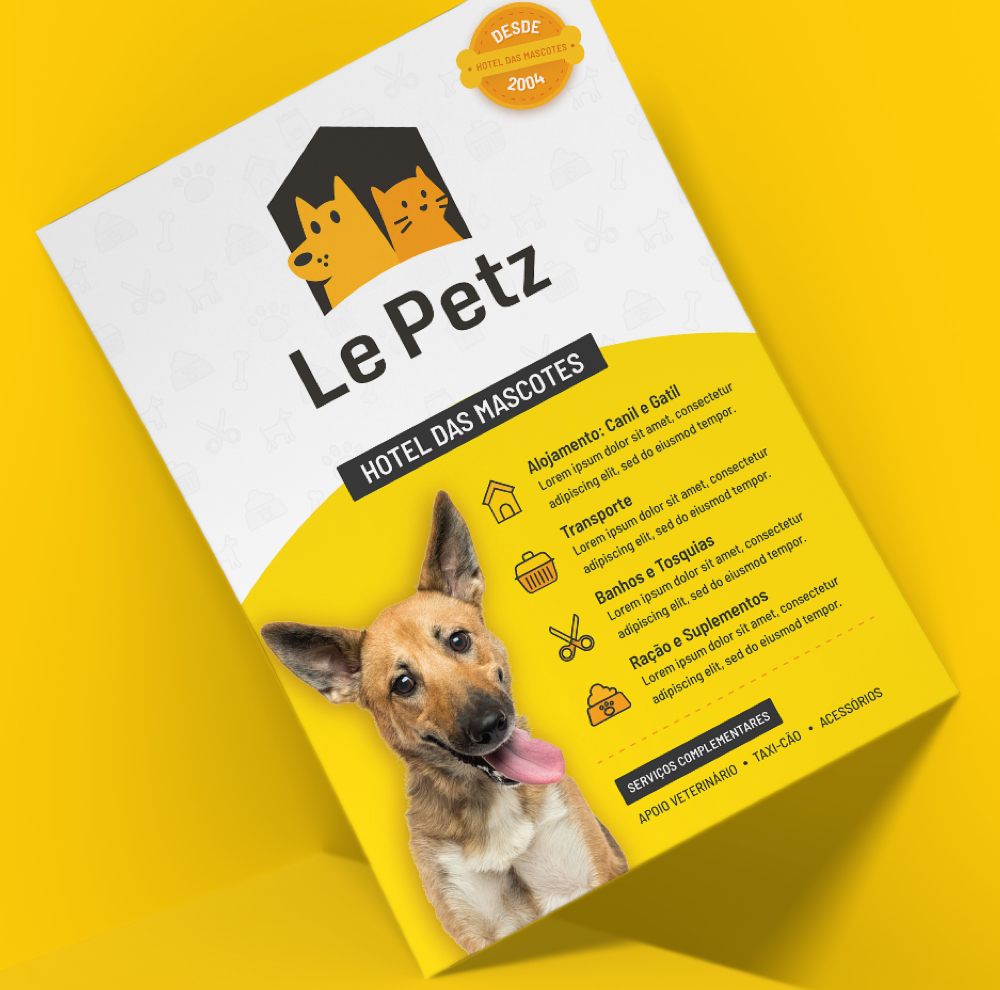 DESDE
• HOTEL DAS MASCOTES •
2004
Le Petz
HOTEL DAS MASCOTES
Alojamento: Canil e Gatil
Lorem ipsum dolor sit amet, consectetur
adipiscing elit, sed do eiusmod tempor.
Transporte
Lorem ipsum dolor sit amet, consectetur
adipiscing elit, sed do eiusmod tempor.
Banhos e Tosquias
Lorem ipsum dolor sit amet, consectetur
adipiscing elit, sed do eiusmod tempor.
Ração e Suplementos
Lorem ipsum dolor sit amet, consectetur
adipiscing elit, sed do eiusmod tempor.
SERVIÇOS COMPLEMENTARES
APOIO VETERINÁRIO • TAXI-CÃO • ACESSÓRIOS